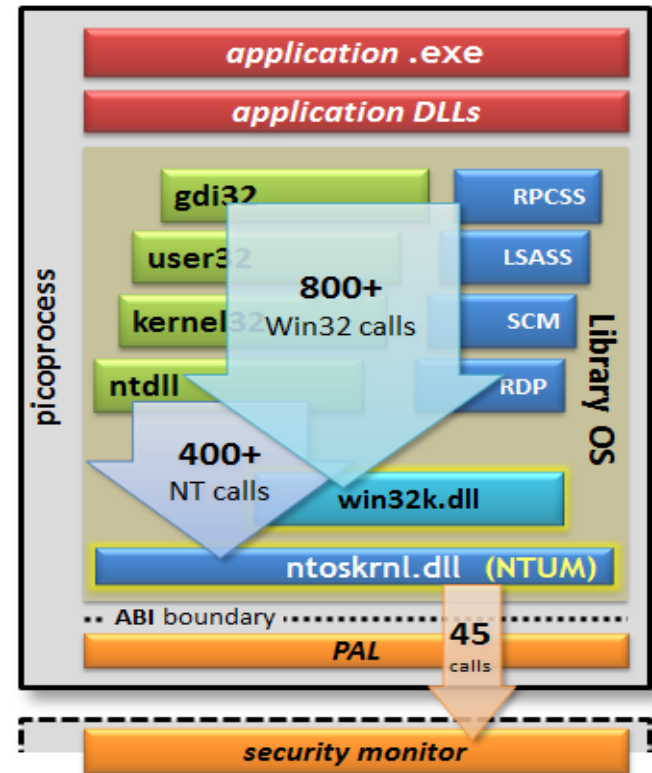 application .exe
application DLLs
gdi32
RPCSS
user32
LSASS
800+
Win32 calls
kernel32
SCM
ntdll
RDP
picoprocess
Library OS
400+
NT calls
win32k.dll
ntoskrnl.dll (NTUM)
ABI boundary
45
calls
PAL
security monitor